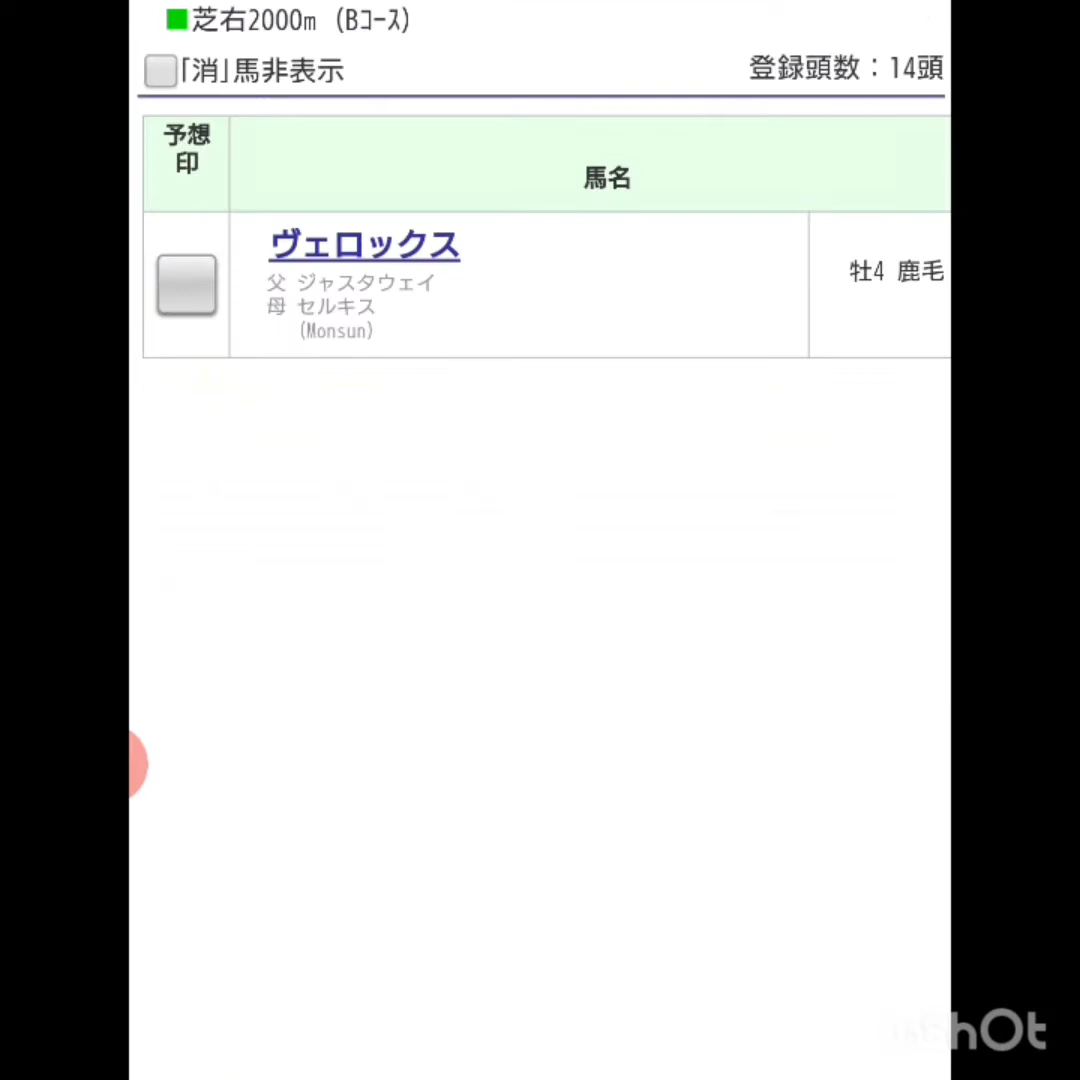 芝右2000m (Bコース)
「消」馬非表示
登録頭数：14頭
予想
印
馬名
ヴェロックス
父 ジャスタウェイ
母 セルキス
(Monsun)
牡4 鹿毛